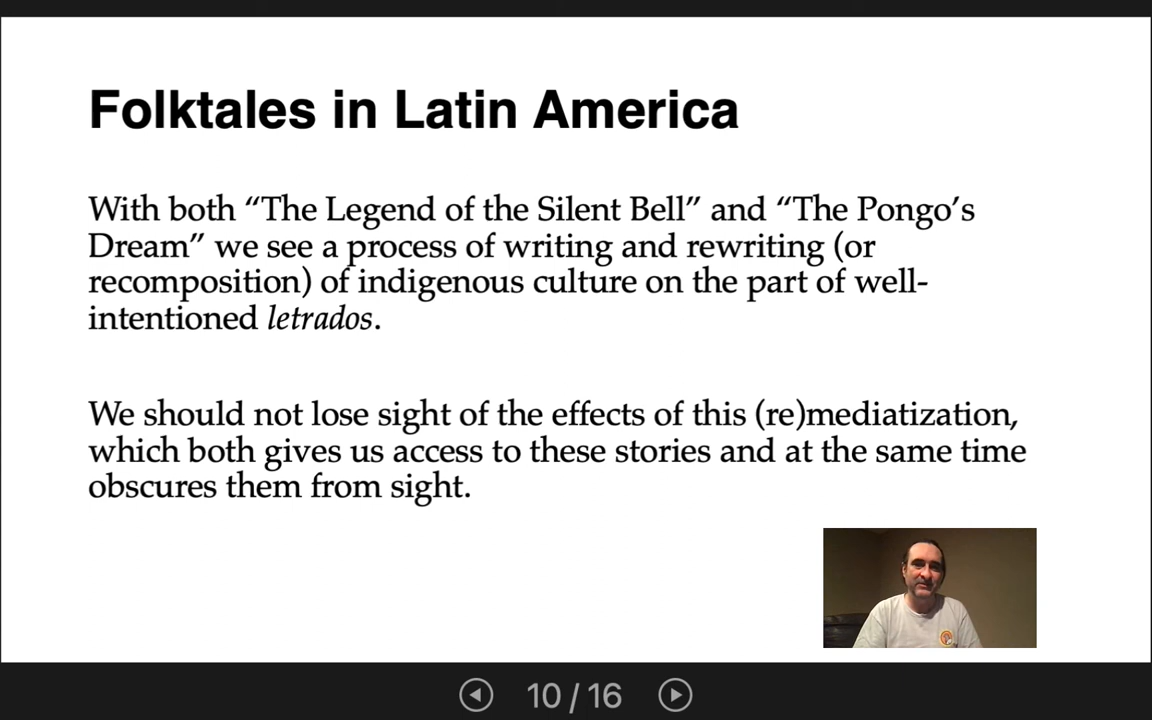 Folktales in Latin America
With both “The Legend of the Silent Bell” and “The Pongo’s
Dream” we see a process of writing and rewriting (or
recomposition) of indigenous culture on the part of well-
intentioned letrados.
We should not lose sight of the effects of this (re)mediatization,
which both gives us access to these stories and at the same time
obscures them from sight.
10 / 16